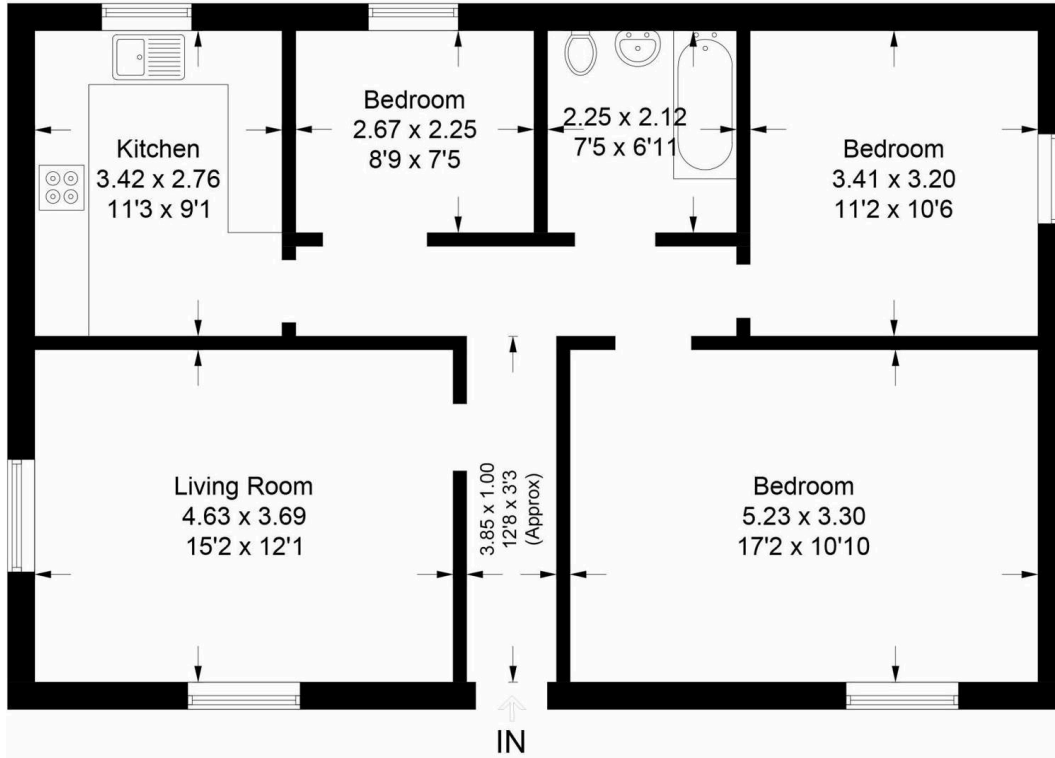 Kitchen
3.42 x 2.76
11'3 x 9'1
Bedroom
2.67 x 2.25
8'9 x 7'5
2.25 x 2.12
7'5 x 6'11
Bedroom
3.41 x 3.20
11'2 x 10'6
Living Room
4.63 x 3.69
15'2 x 12'1
3.85 x 1.00
12'8 x 3'3
(Approx)
Bedroom
5.23 x 3.30
17'2 x 10'10
IN